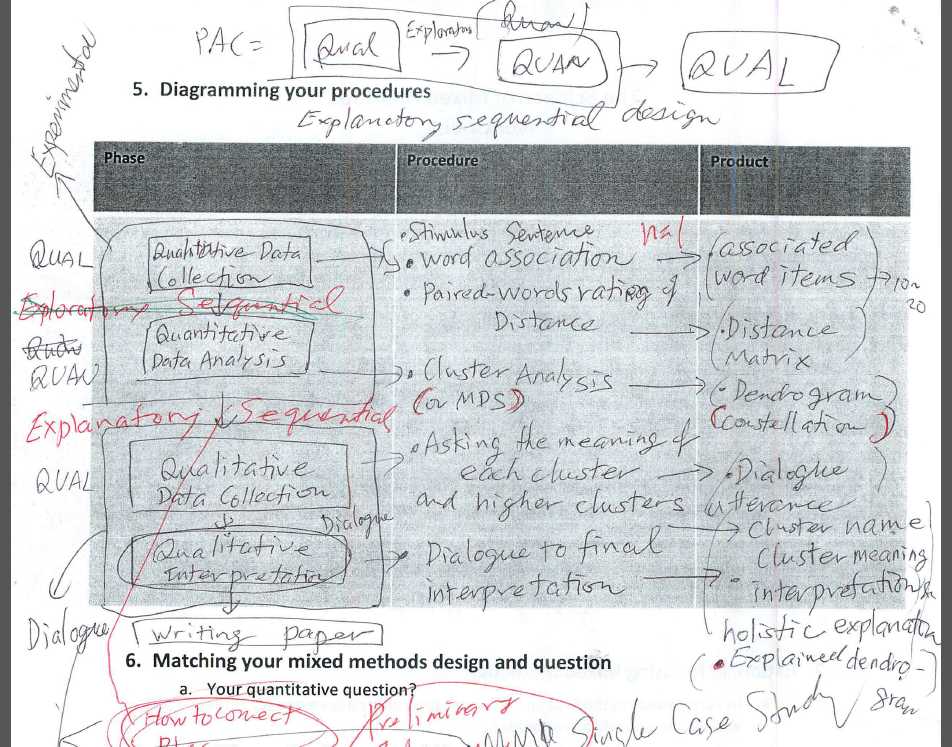 PAC= Qual Exploratory → (Quan) QUAN → QUAL
5. Diagramming your procedures
Explanatory sequential design
Experimental
Phase Procedure Product
QUAL
Qualitative Data
Collection
• Stimulus Sentence
• Word association
n=1
• associated
word items
→ 10~
20
Exploratory Sequential
• Paired-words rating of
Distance
• Distance
Matrix
QUAN
Quantitative
Data Analysis
• Cluster Analysis
(or MDS)
• Dendrogram
(constellation)
Explanatory Sequential
QUAL
Qualitative
Data Collection
• Asking the meaning of
each cluster
and higher clusters
• Dialogue
utterance
Dialogue
Qualitative
Interpretation
• Dialogue to final
interpretation
Cluster name
Cluster meaning
• interpretation
Dialogue
Writing paper
holistic explanation
6. Matching your mixed methods design and question
(• Explained dendro-)
gram
a. Your quantitative question?
How to connect
Preliminary
MMR Single Case Study